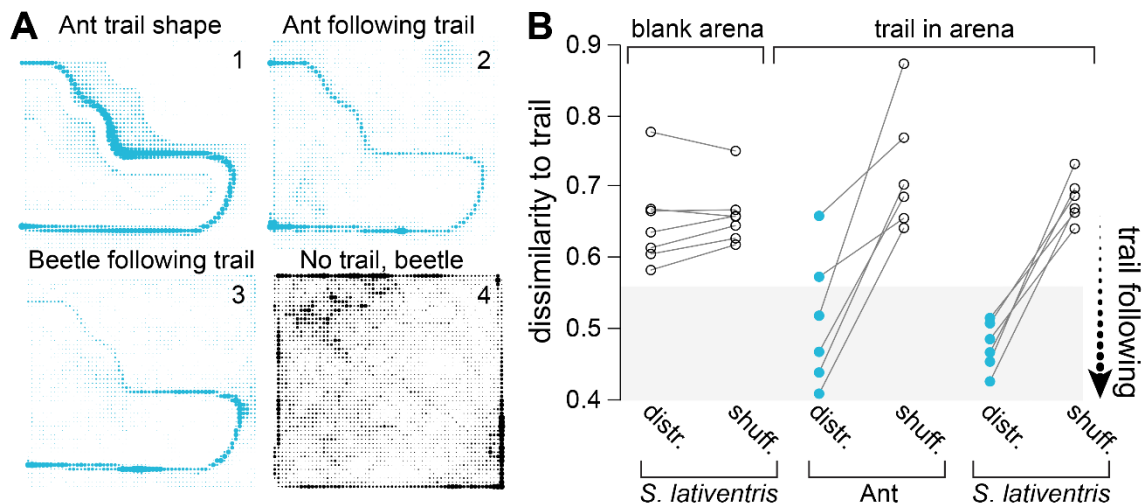 A
Ant trail shape
1
Ant following trail
2
Beetle following trail
3
No trail, beetle
4
B
blank arena
trail in arena
dissimilarity to trail
0.9
0.8
0.7
0.6
0.5
0.4
trail following
distr.
shuff.
distr.
shuff.
distr.
shuff.
S. lativentris
Ant
S. lativentris